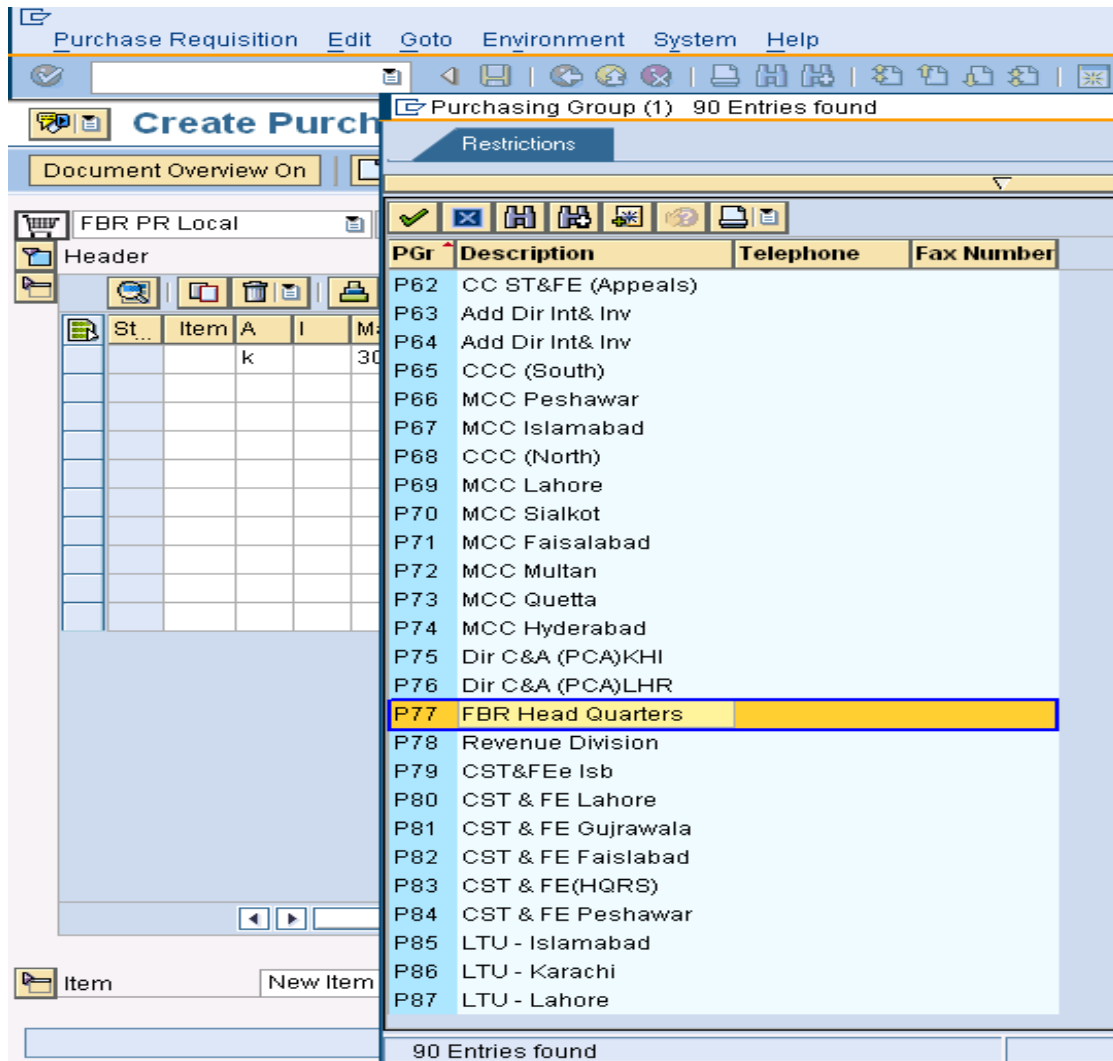 Purchase Requisition Edit Goto Environment System Help
Purchasing Group (1) 90 Entries found
Create Purch
Restrictions
Document Overview On
FBR PR Local
Header
PGr Description Telephone Fax Number
St... Item A I Ma
k 30
P62 CC ST&FE (Appeals)
P63 Add Dir Int& Inv
P64 Add Dir Int& Inv
P65 CCC (South)
P66 MCC Peshawar
P67 MCC Islamabad
P68 CCC (North)
P69 MCC Lahore
P70 MCC Sialkot
P71 MCC Faisalabad
P72 MCC Multan
P73 MCC Quetta
P74 MCC Hyderabad
P75 Dir C&A (PCA)KHI
P76 Dir C&A (PCA)LHR
P77 FBR Head Quarters
P78 Revenue Division
P79 CST&FEe Isb
P80 CST & FE Lahore
P81 CST & FE Gujrawala
P82 CST & FE Faislabad
P83 CST & FE(HQRS)
P84 CST & FE Peshawar
P85 LTU - Islamabad
P86 LTU - Karachi
P87 LTU - Lahore
Item New Item
90 Entries found